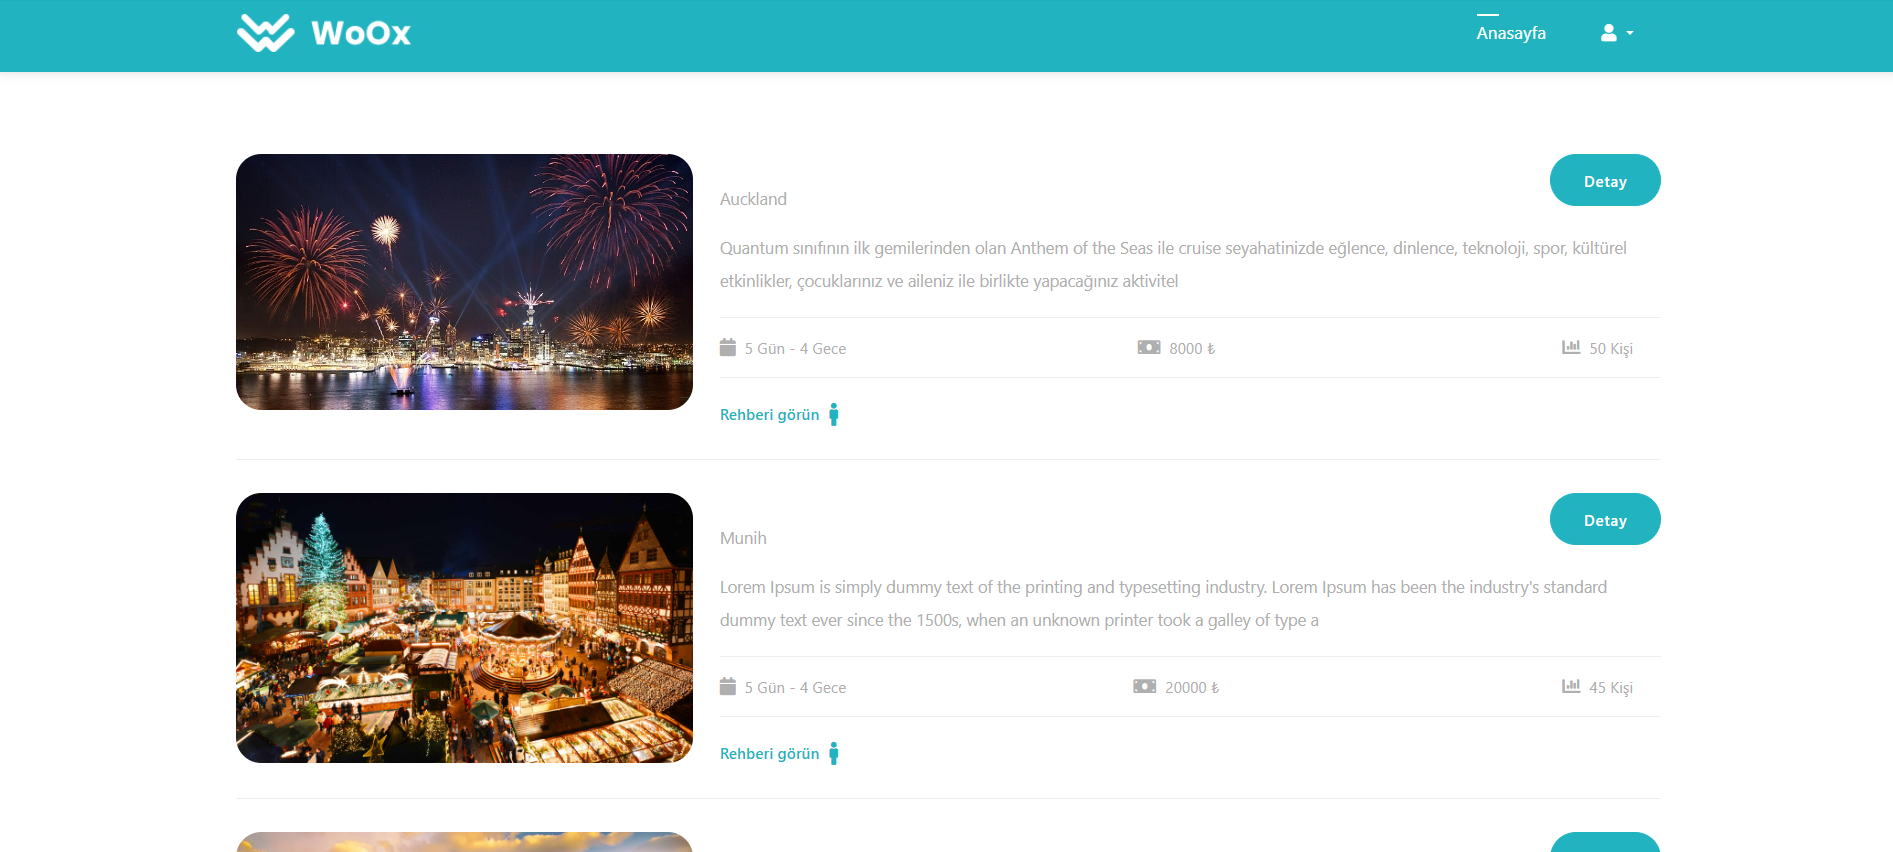 WoOx
Anasayfa
Auckland
Detay
Quantum sınıfının ilk gemilerinden olan Anthem of the Seas ile cruise seyahatinizde eğlence, dinlence, teknoloji, spor, kültürel
etkinlikler, çocuklarınız ve aileniz ile birlikte yapacağınız aktivitel
5 Gün - 4 Gece
8000 ₺
50 Kişi
Rehberi görün
Munih
Detay
Lorem Ipsum is simply dummy text of the printing and typesetting industry. Lorem Ipsum has been the industry's standard
dummy text ever since the 1500s, when an unknown printer took a galley of type a
5 Gün - 4 Gece
20000 ₺
45 Kişi
Rehberi görün